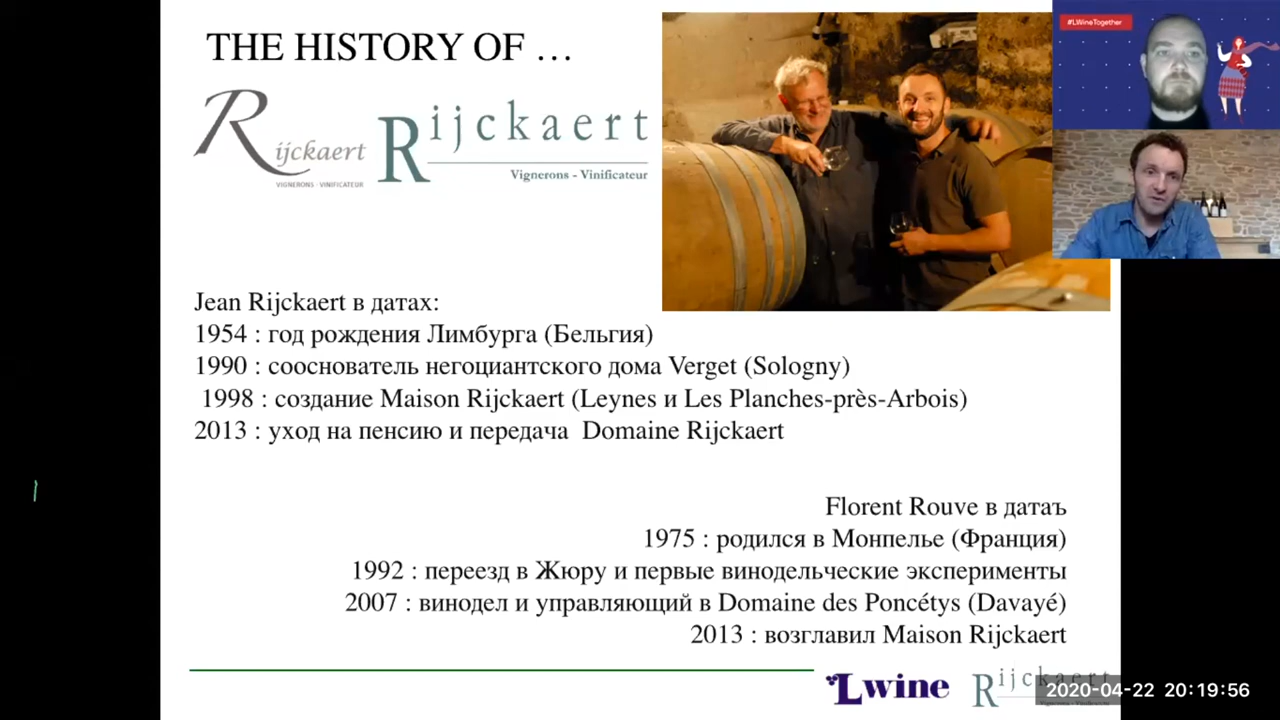 THE HISTORY OF …
#LWineTogether
Rijckaert
VIGNERONS - VINIFICATEUR
Rijckaert
Vignerons - Vinificateur
Jean Rijckaert в датах:
1954 : год рождения Лимбурга (Бельгия)
1990 : сооснователь негоциантского дома Verget (Sologny)
1998 : создание Maison Rijckaert (Leynes и Les Planches-près-Arbois)
2013 : уход на пенсию и передача Domaine Rijckaert
Florent Rouve в датаъ
1975 : родился в Монпелье (Франция)
1992 : переезд в Жюру и первые винодельческие эксперименты
2007 : винодел и управляющий в Domaine des Poncétys (Davayé)
2013 : возглавил Maison Rijckaert
Lwine
Rijckaert
2020-04-22 20:19:56